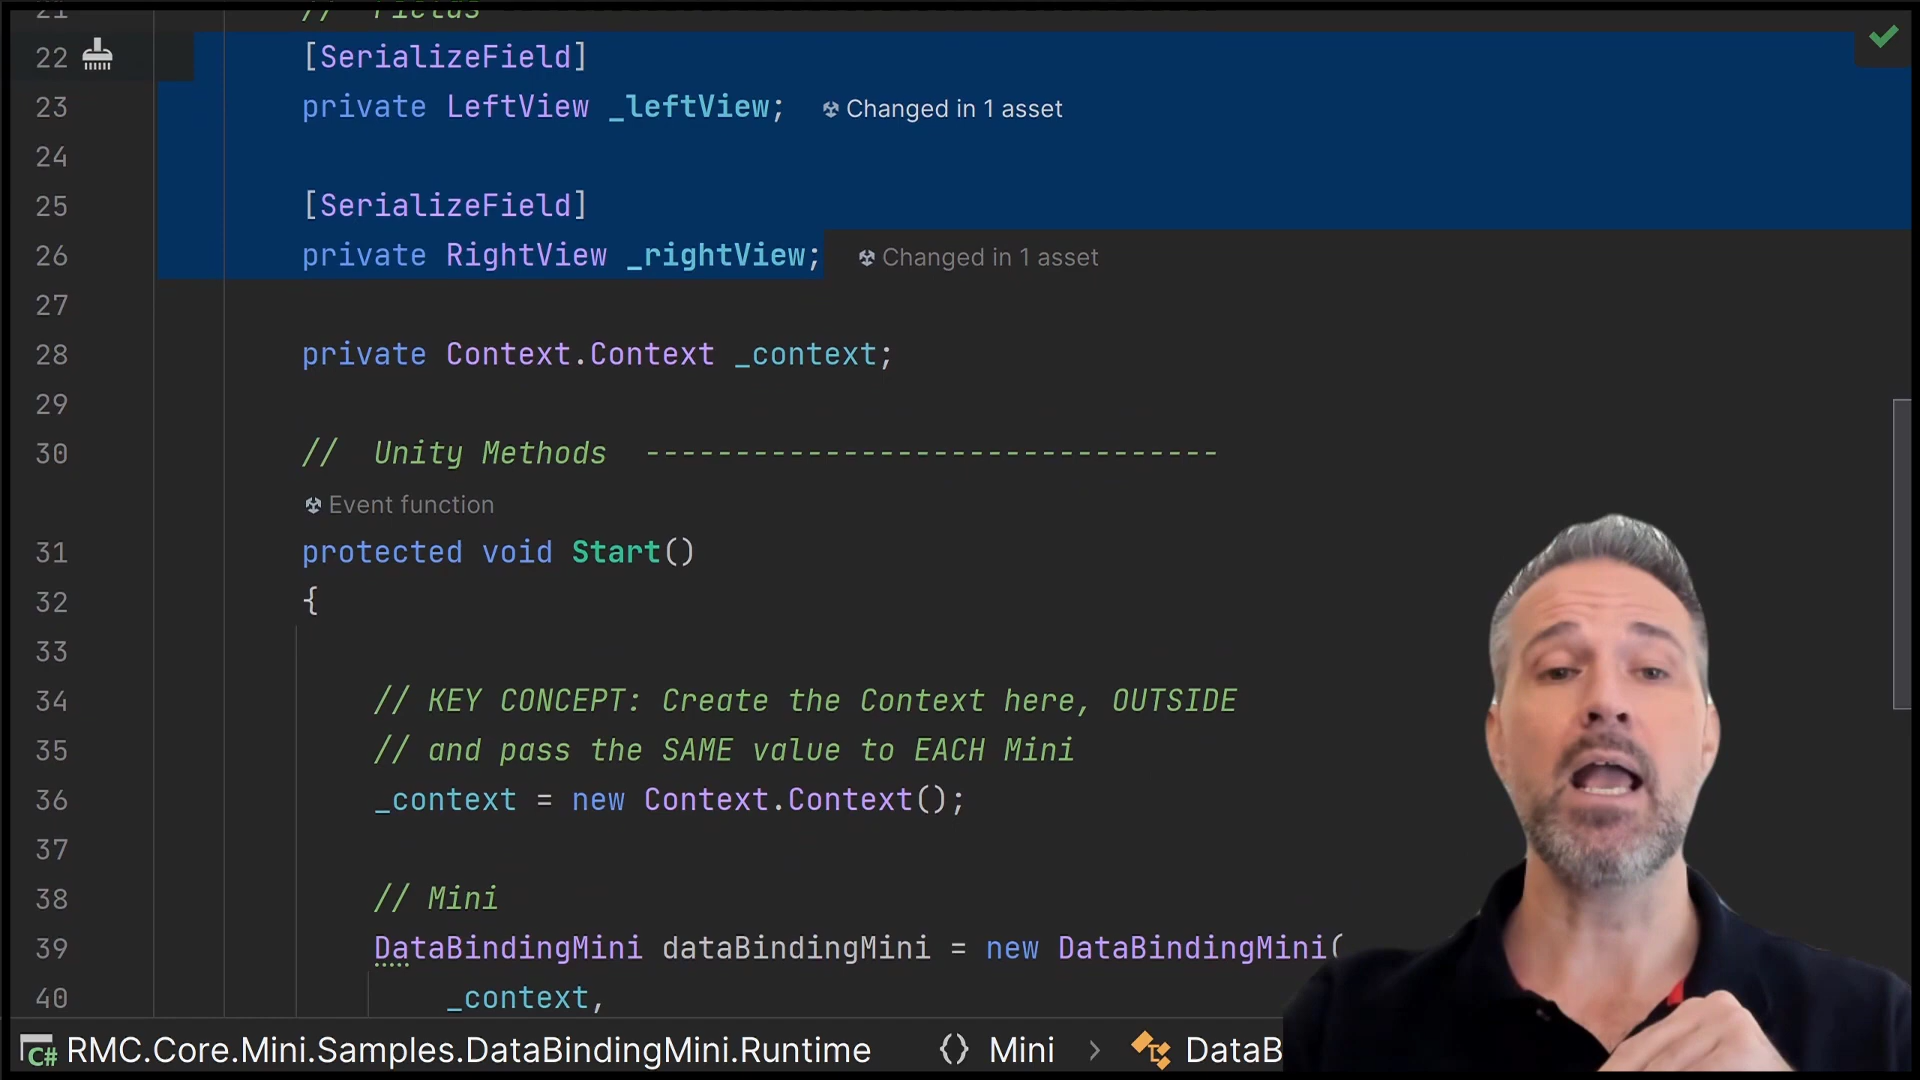 21 // Fields
22 [SerializeField]
23 private LeftView _leftView; Changed in 1 asset
24
25 [SerializeField]
26 private RightView _rightView; Changed in 1 asset
27
28 private Context.Context _context;
29
30 // Unity Methods --------------------------------
Event function
31 protected void Start()
32 {
33
34 // KEY CONCEPT: Create the Context here, OUTSIDE
35 // and pass the SAME value to EACH Mini
36 _context = new Context.Context();
37
38 // Mini
39 DataBindingMini dataBindingMini = new DataBindingMini(
40 _context,
C# RMC.Core.Mini.Samples.DataBindingMini.Runtime {} Mini > DataB